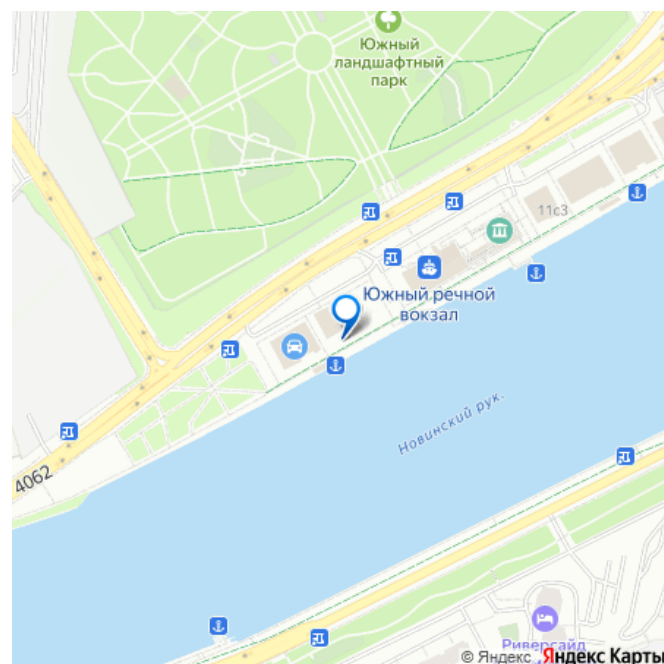 Южный
ландшафтный
парк
11с3
Южный речной
вокзал
Новинский рук.
4062
Риверсайд
© Яндекс Яндекс Карты